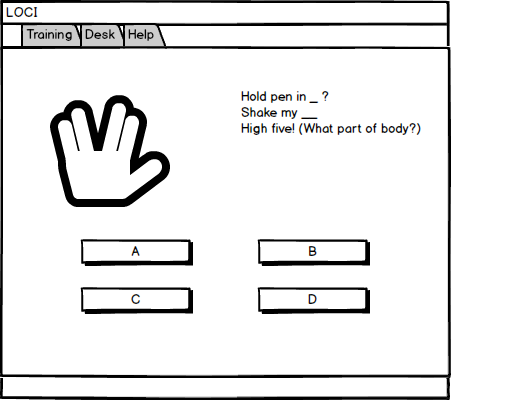 LOCI
Training Desk Help
Hold pen in _ ?
Shake my __
High five! (What part of body?)
A B
C D